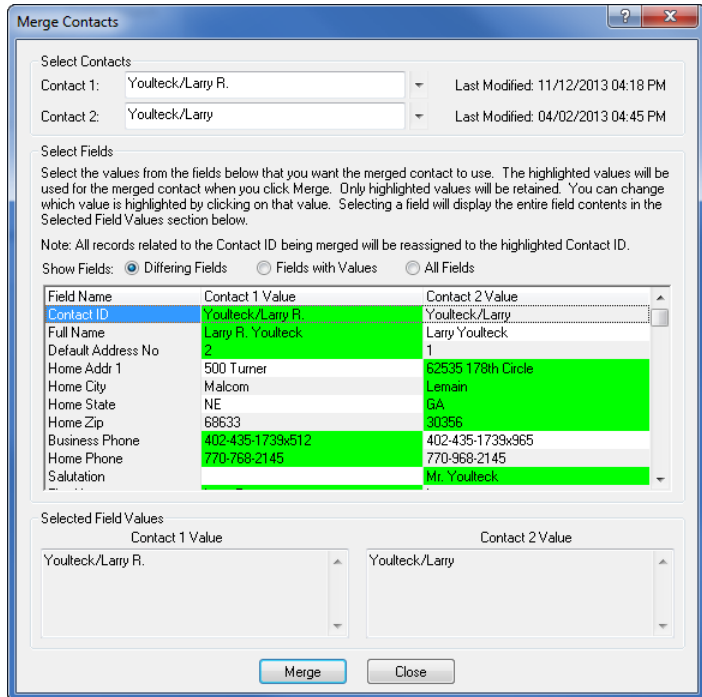 Merge Contacts
Select Contacts
Contact 1: Youlteck/Larry R. Last Modified: 11/12/2013 04:18 PM
Contact 2: Youlteck/Larry Last Modified: 04/02/2013 04:45 PM
Select Fields
Select the values from the fields below that you want the merged contact to use. The highlighted values will be
used for the merged contact when you click Merge. Only highlighted values will be retained. You can change
which value is highlighted by clicking on that value. Selecting a field will display the entire field contents in the
Selected Field Values section below.
Note: All records related to the Contact ID being merged will be reassigned to the highlighted Contact ID.
Show Fields: Differing Fields Fields with Values All Fields
Field Name Contact 1 Value Contact 2 Value
Contact ID Youlteck/Larry R. Youlteck/Larry
Full Name Larry R. Youlteck Larry Youlteck
Default Address No 2 1
Home Addr 1 500 Turner 62535 178th Circle
Home City Malcom Lemain
Home State NE GA
Home Zip 68633 30356
Business Phone 402-435-1739x512 402-435-1739x965
Home Phone 770-768-2145 770-968-2145
Salutation Mr. Youlteck
Selected Field Values
Contact 1 Value Contact 2 Value
Youlteck/Larry R. Youlteck/Larry
Merge Close